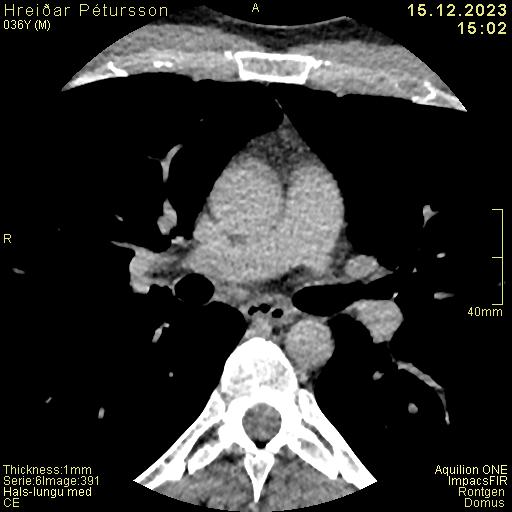 Hreiðar Pétursson
036Y (M)
A
15.12.2023
15:02
R
40mm
Thickness:1mm
Serie:6Image:391
Hals-lungu med
CE
Aquilion ONE
ImpacsFIR
Rontgen
Domus